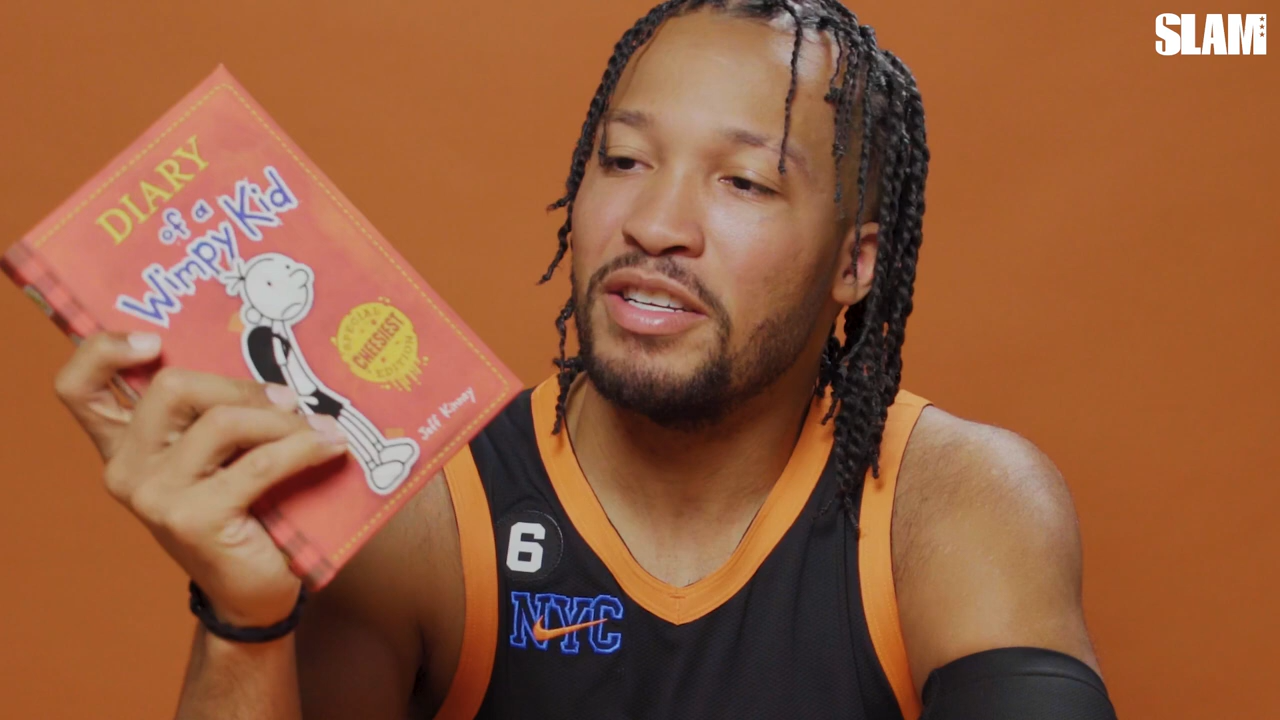 SLAM
DIARY
of a
Wimpy Kid
SPECIAL
CHEESIEST
EDITION
Jeff Kinney
6
NYC